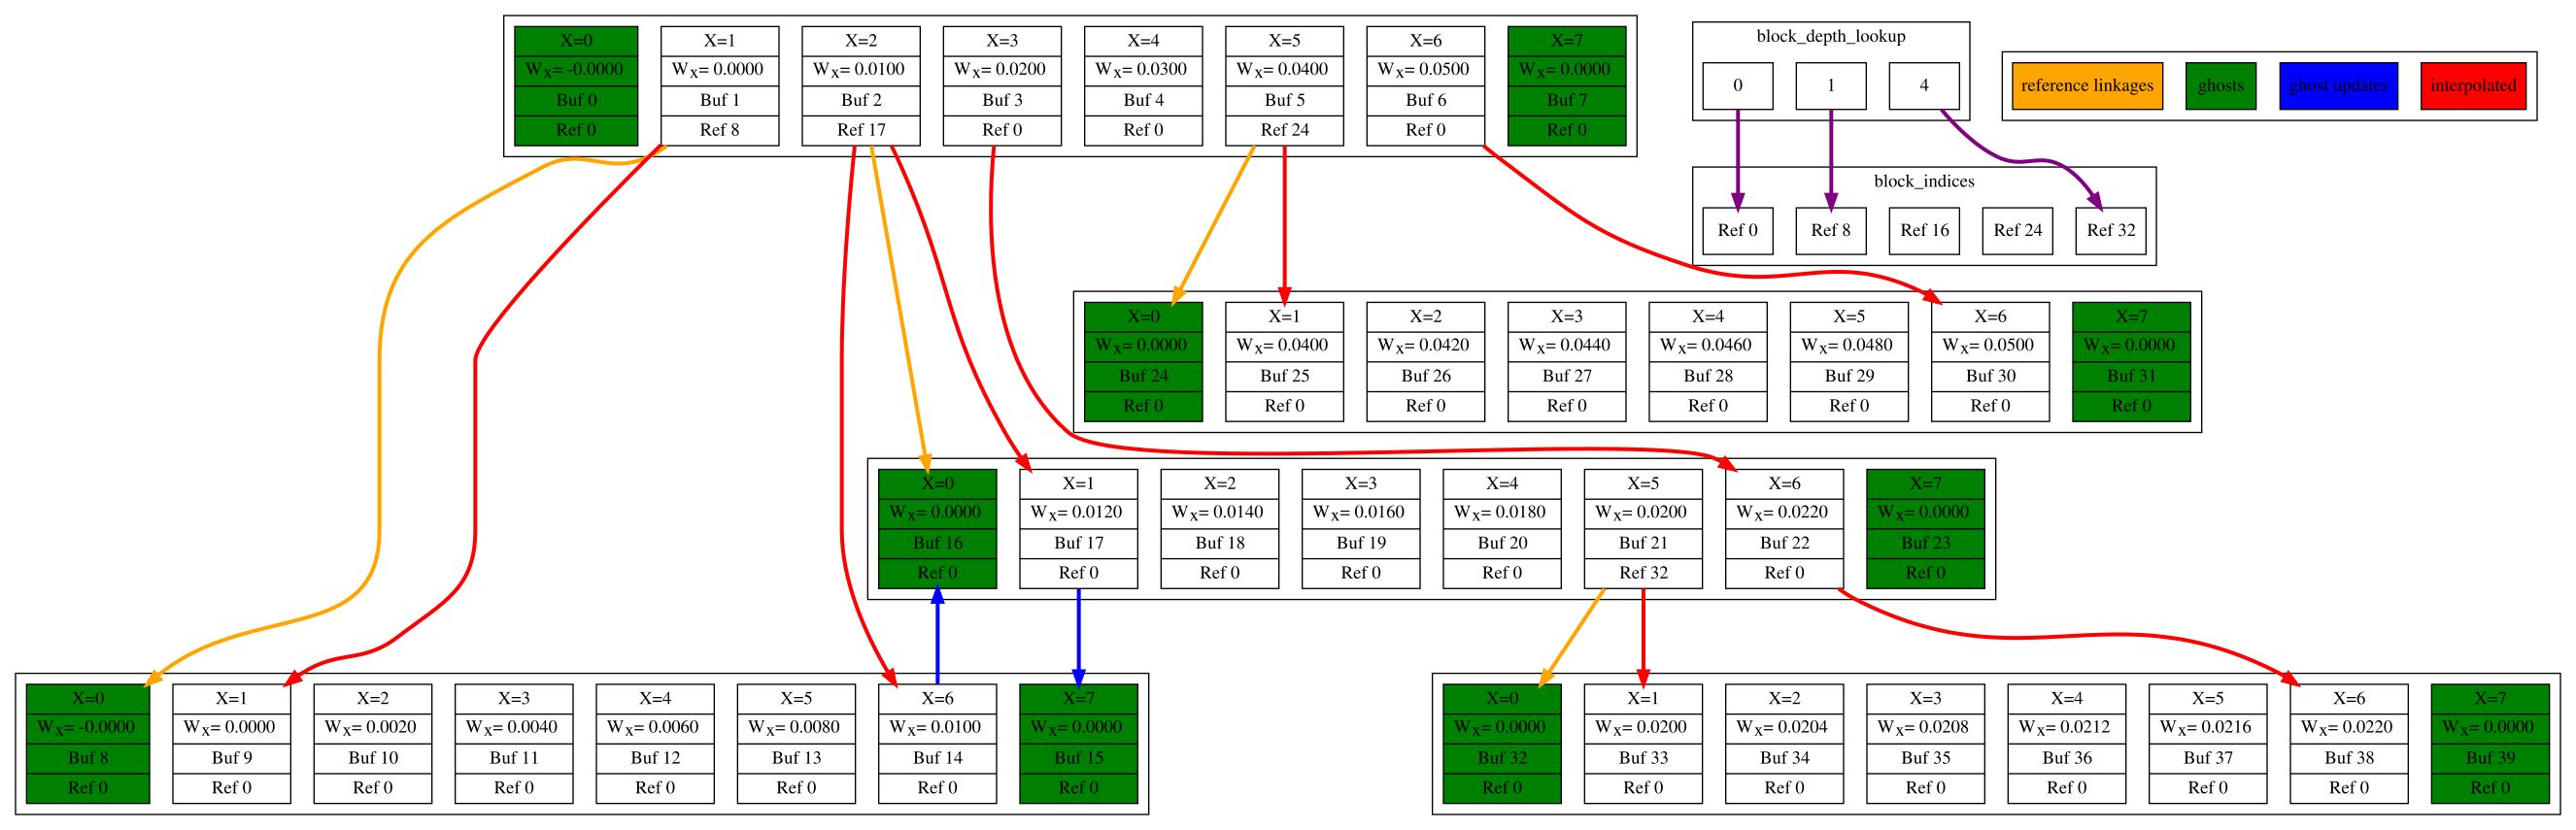 X=0 X=1 X=2 X=3 X=4 X=5 X=6 X=7
Wx= -0.0000 Wx= 0.0000 Wx= 0.0100 Wx= 0.0200 Wx= 0.0300 Wx= 0.0400 Wx= 0.0500 Wx= 0.0000
Buf 0 Buf 1 Buf 2 Buf 3 Buf 4 Buf 5 Buf 6 Buf 7
Ref 0 Ref 8 Ref 17 Ref 0 Ref 0 Ref 24 Ref 0 Ref 0
block_depth_lookup
0 1 4
reference linkages ghosts ghost updates interpolated
block_indices
Ref 0 Ref 8 Ref 16 Ref 24 Ref 32
X=0 X=1 X=2 X=3 X=4 X=5 X=6 X=7
Wx= 0.0000 Wx= 0.0400 Wx= 0.0420 Wx= 0.0440 Wx= 0.0460 Wx= 0.0480 Wx= 0.0500 Wx= 0.0000
Buf 24 Buf 25 Buf 26 Buf 27 Buf 28 Buf 29 Buf 30 Buf 31
Ref 0 Ref 0 Ref 0 Ref 0 Ref 0 Ref 0 Ref 0 Ref 0
X=0 X=1 X=2 X=3 X=4 X=5 X=6 X=7
Wx= 0.0000 Wx= 0.0120 Wx= 0.0140 Wx= 0.0160 Wx= 0.0180 Wx= 0.0200 Wx= 0.0220 Wx= 0.0000
Buf 16 Buf 17 Buf 18 Buf 19 Buf 20 Buf 21 Buf 22 Buf 23
Ref 0 Ref 0 Ref 0 Ref 0 Ref 0 Ref 32 Ref 0 Ref 0
X=0 X=1 X=2 X=3 X=4 X=5 X=6 X=7
Wx= -0.0000 Wx= 0.0000 Wx= 0.0020 Wx= 0.0040 Wx= 0.0060 Wx= 0.0080 Wx= 0.0100 Wx= 0.0000
Buf 8 Buf 9 Buf 10 Buf 11 Buf 12 Buf 13 Buf 14 Buf 15
Ref 0 Ref 0 Ref 0 Ref 0 Ref 0 Ref 0 Ref 0 Ref 0
X=0 X=1 X=2 X=3 X=4 X=5 X=6 X=7
Wx= 0.0000 Wx= 0.0200 Wx= 0.0204 Wx= 0.0208 Wx= 0.0212 Wx= 0.0216 Wx= 0.0220 Wx= 0.0000
Buf 32 Buf 33 Buf 34 Buf 35 Buf 36 Buf 37 Buf 38 Buf 39
Ref 0 Ref 0 Ref 0 Ref 0 Ref 0 Ref 0 Ref 0 Ref 0